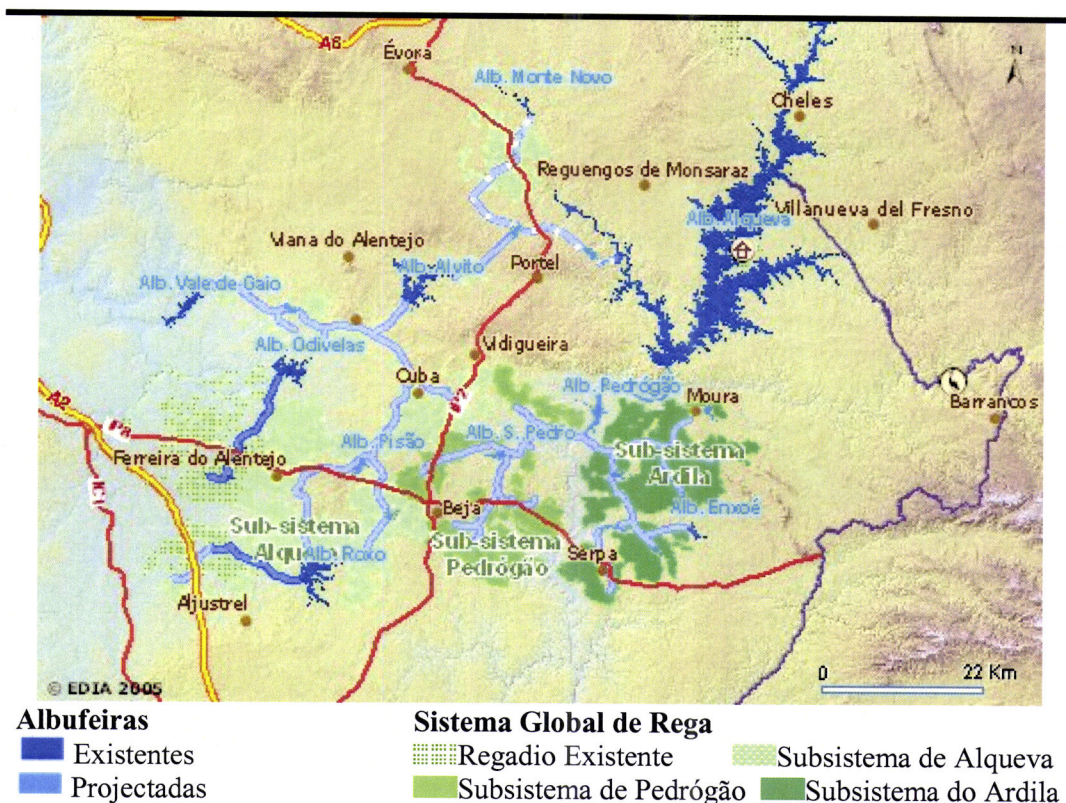 A6
Évora
Alb. Monte Novo
N
Cheles
Reguengos de Monsaraz
Alb. Alqueva
Villanueva del Fresno
Viana do Alentejo
Alb. Alvito
Portel
Alb. Vale de Gaio
Alb. Odivelas
Vidigueira
Cuba
Alb. Pedrógão
Moura
Barrancos
A2
IP8
IP2
Alb. Pisão
Alb. S. Pedro
Ferreira do Alentejo
Sub-sistema
Ardila
IC1
Beja
Alb. Enxoé
Sub-sistema
Alqueva
Alb. Roxo
Sub-sistema
Pedrógão
Serpa
Aljustrel
© EDIA 2005
0 22 Km
Albufeiras
Existentes
Projectadas
Sistema Global de Rega
Regadio Existente
Subsistema de Alqueva
Subsistema de Pedrógão
Subsistema do Ardila